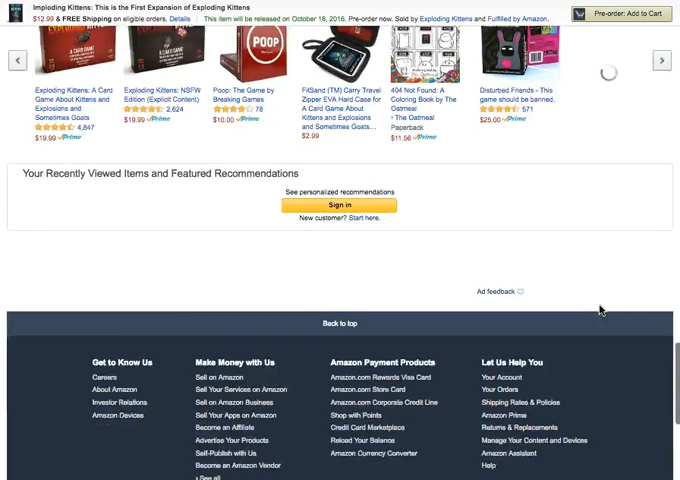 Imploding Kittens: This is the First Expansion of Exploding Kittens
$12.99 & FREE Shipping on eligible orders. Details | This item will be released on October 18, 2016. Pre-order now. Sold by Exploding Kittens and Fulfilled by Amazon.
Pre-order: Add to Cart
POOP
Exploding Kittens: A Card
Game About Kittens and
Explosions and
Sometimes Goats
4,847
$19.99 Prime
Exploding Kittens: NSFW
Edition (Explicit Content)
2,624
$19.99 Prime
Poop: The Game by
Breaking Games
78
$10.00 Prime
FitSand (TM) Carry Travel
Zipper EVA Hard Case for
A Card Game About
Kittens and Explosions
and Sometimes Goats…
$2.99
404 Not Found: A
Coloring Book by The
Oatmeal
› The Oatmeal
Paperback
$11.56 Prime
Disturbed Friends - This
game should be banned.
571
$25.00 Prime
Your Recently Viewed Items and Featured Recommendations
See personalized recommendations
Sign in
New customer? Start here.
Ad feedback
Back to top
Get to Know Us
Careers
About Amazon
Investor Relations
Amazon Devices
Make Money with Us
Sell on Amazon
Sell Your Services on Amazon
Sell on Amazon Business
Sell Your Apps on Amazon
Become an Affiliate
Advertise Your Products
Self-Publish with Us
Become an Amazon Vendor
› See all
Amazon Payment Products
Amazon.com Rewards Visa Card
Amazon.com Store Card
Amazon.com Corporate Credit Line
Shop with Points
Credit Card Marketplace
Reload Your Balance
Amazon Currency Converter
Let Us Help You
Your Account
Your Orders
Shipping Rates & Policies
Amazon Prime
Returns & Replacements
Manage Your Content and Devices
Amazon Assistant
Help